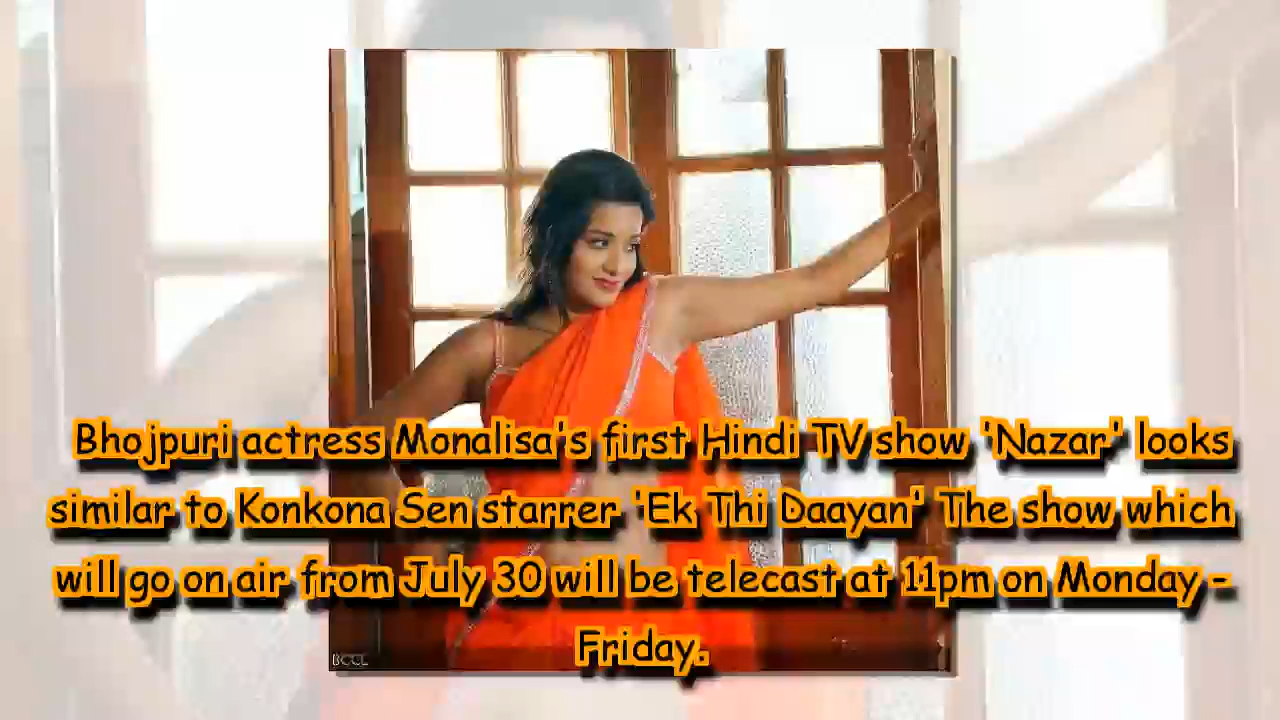 Bhojpuri actress Monalisa's first Hindi TV show 'Nazar' looks
similar to Konkona Sen starrer 'Ek Thi Daayan' The show which
will go on air from July 30 will be telecast at 11pm on Monday -
Friday.
BCCL